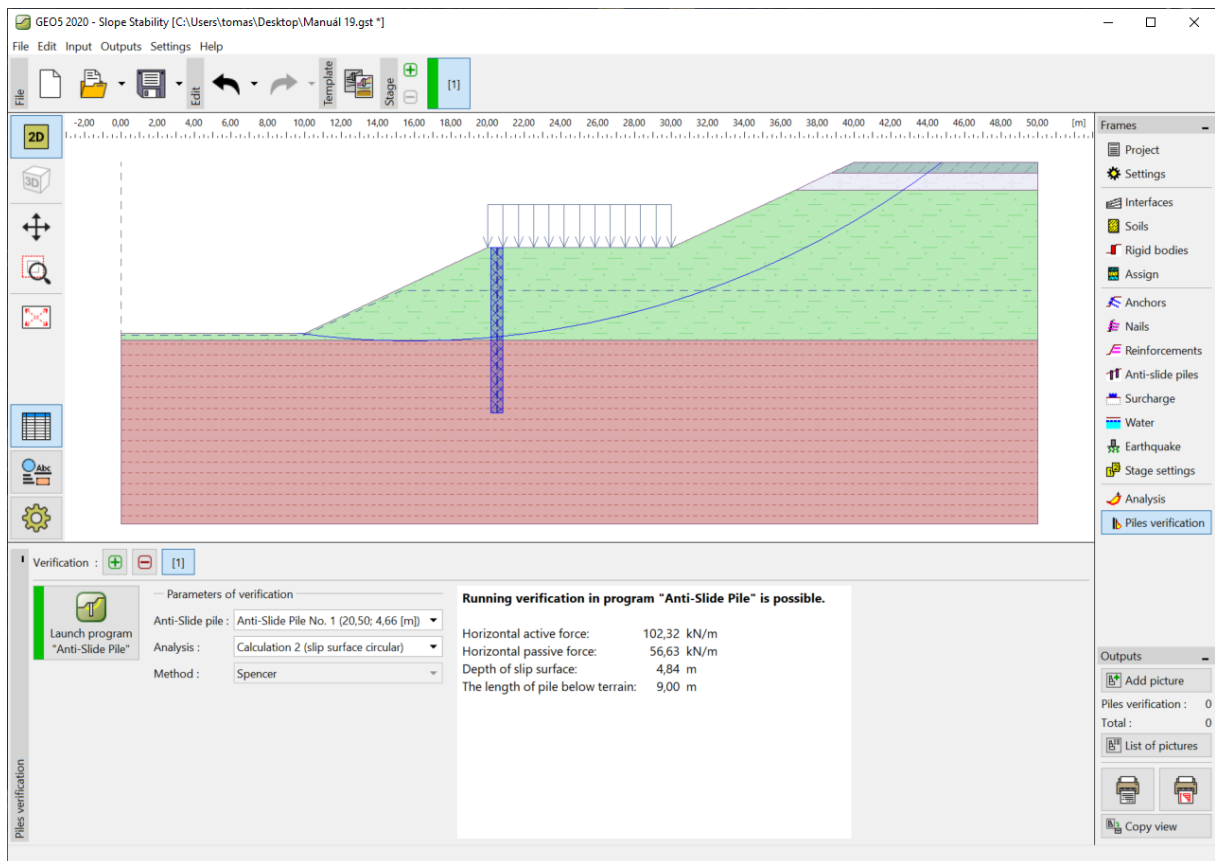 GEO5 2020 - Slope Stability [C:\Users\tomas\Desktop\Manuál 19.gst *]
File Edit Input Outputs Settings Help
File
Edit
Template
Stage
[1]
2D
3D
-2,00 0,00 2,00 4,00 6,00 8,00 10,00 12,00 14,00 16,00 18,00 20,00 22,00 24,00 26,00 28,00 30,00 32,00 34,00 36,00 38,00 40,00 42,00 44,00 46,00 48,00 50,00 [m]
Abc
Frames
Project
Settings
Interfaces
Soils
Rigid bodies
Assign
Anchors
Nails
Reinforcements
Anti-slide piles
Surcharge
Water
Earthquake
Stage settings
Analysis
Piles verification
Verification : [1]
Launch program
"Anti-Slide Pile"
Parameters of verification
Anti-Slide pile : Anti-Slide Pile No. 1 (20,50; 4,66 [m])
Analysis : Calculation 2 (slip surface circular)
Method : Spencer
Running verification in program "Anti-Slide Pile" is possible.
Horizontal active force: 102,32 kN/m
Horizontal passive force: 56,63 kN/m
Depth of slip surface: 4,84 m
The length of pile below terrain: 9,00 m
Piles verification
Outputs
Add picture
Piles verification : 0
Total : 0
List of pictures
Copy view